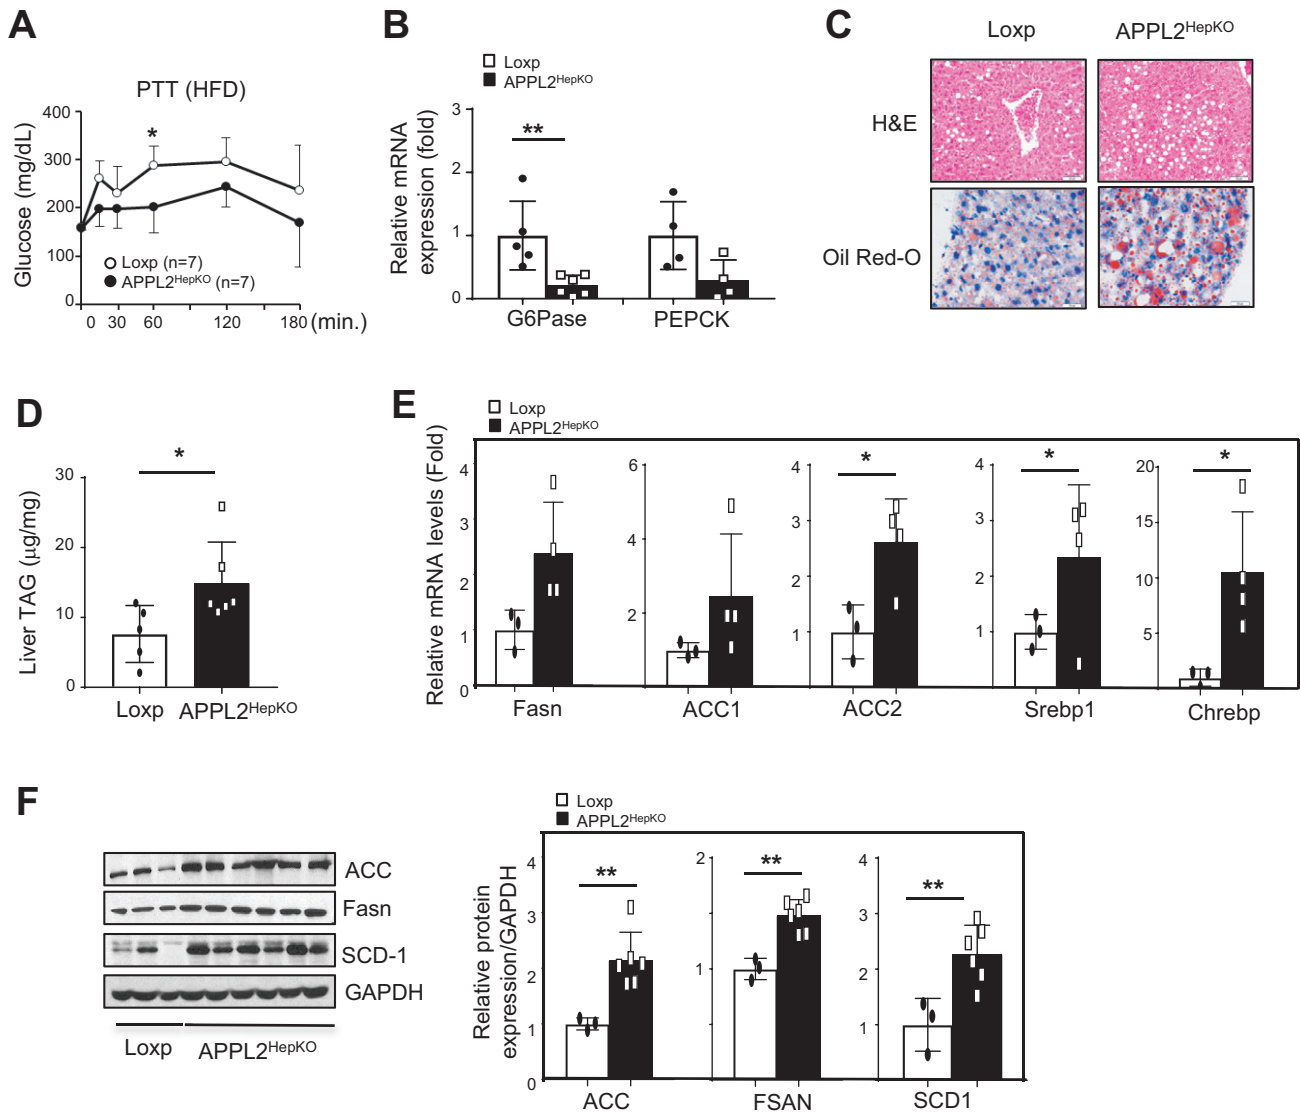 A
PTT (HFD)
Glucose (mg/dL)
400
300
200
100
0
*
Loxp (n=7)
APPL2HepKO (n=7)
0 30 60 120 180 (min.)
B
Loxp
APPL2HepKO
Relative mRNA
expression (fold)
3
2
1
0
**
G6Pase PEPCK
C
Loxp APPL2HepKO
H&E
Oil Red-O
D
Liver TAG (µg/mg)
30
20
10
0
*
Loxp APPL2HepKO
E
Loxp
APPL2HepKO
Relative mRNA levels (Fold)
4
3
2
1
0
Fasn
6
4
2
ACC1
4
3
2
1
*
ACC2
4
3
2
1
*
Srebp1
20
15
10
5
*
Chrebp
F
ACC
Fasn
SCD-1
GAPDH
Loxp APPL2HepKO
Loxp
APPL2HepKO
Relative protein
expression/GAPDH
4
3
2
1
0
**
ACC
2
1
**
FSAN
4
3
2
1
**
SCD1